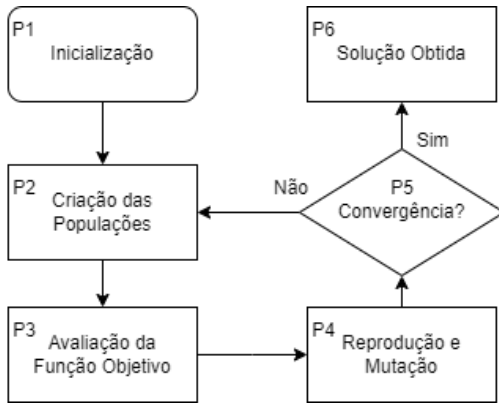 P1
Inicialização
P6
Solução Obtida
Sim
P2
Criação das
Populações
Não
P5
Convergência?
P3
Avaliação da
Função Objetivo
P4
Reprodução e
Mutação